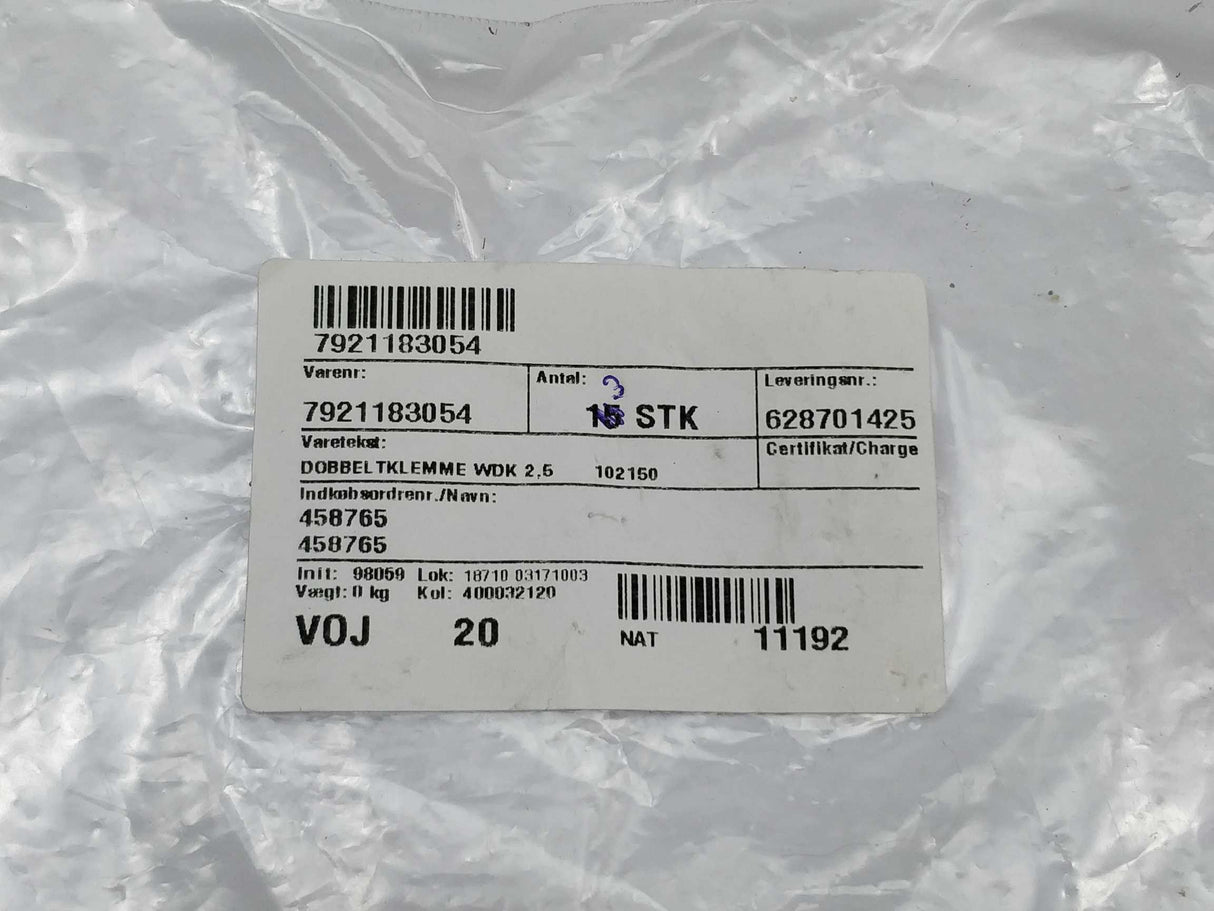 7921183054
Varenr:
Antal: 3
Leveringsnr.:
7921183054
15 STK
628701425
Varetekst:
Certifikat/Charge
DOBBELTKLEMME WDK 2,5 102150
Indkøbsordrenr./Navn:
458765
458765
Init: 98059 Lok: 18710 03171003
Vægt: 0 kg Kol: 400032120
VOJ 20 NAT 11192